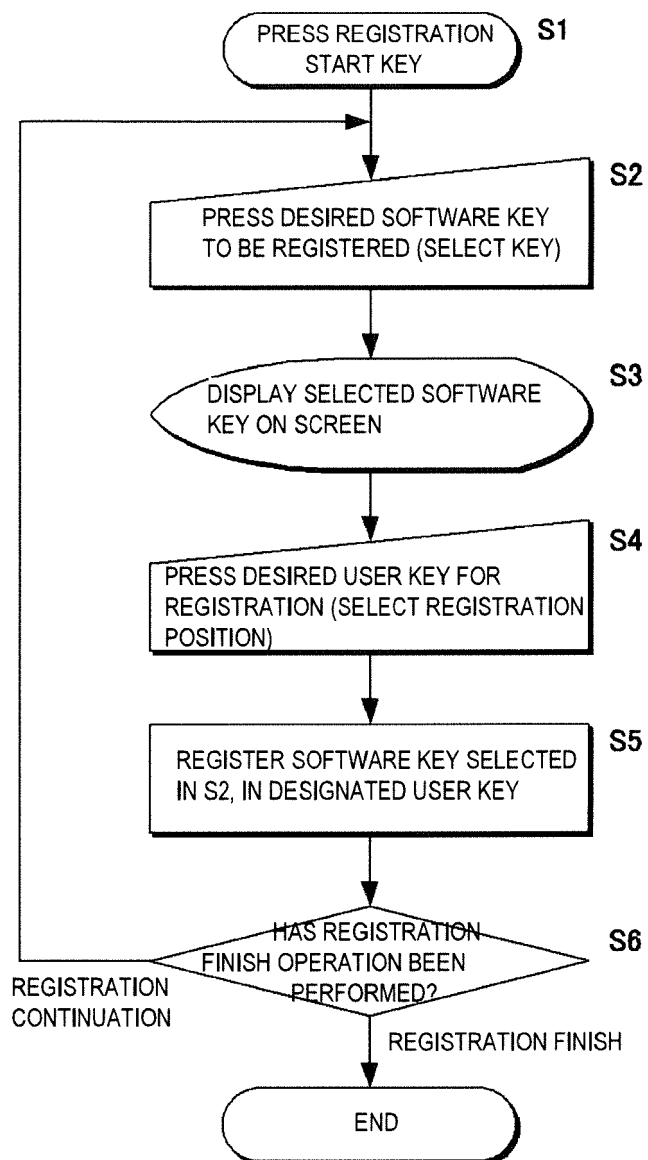 PRESS REGISTRATION
START KEY
S1
S2
PRESS DESIRED SOFTWARE KEY
TO BE REGISTERED (SELECT KEY)
S3
DISPLAY SELECTED SOFTWARE
KEY ON SCREEN
S4
PRESS DESIRED USER KEY FOR
REGISTRATION (SELECT REGISTRATION
POSITION)
S5
REGISTER SOFTWARE KEY SELECTED
IN S2, IN DESIGNATED USER KEY
S6
HAS REGISTRATION
FINISH OPERATION BEEN
PERFORMED?
REGISTRATION
CONTINUATION
REGISTRATION FINISH
END